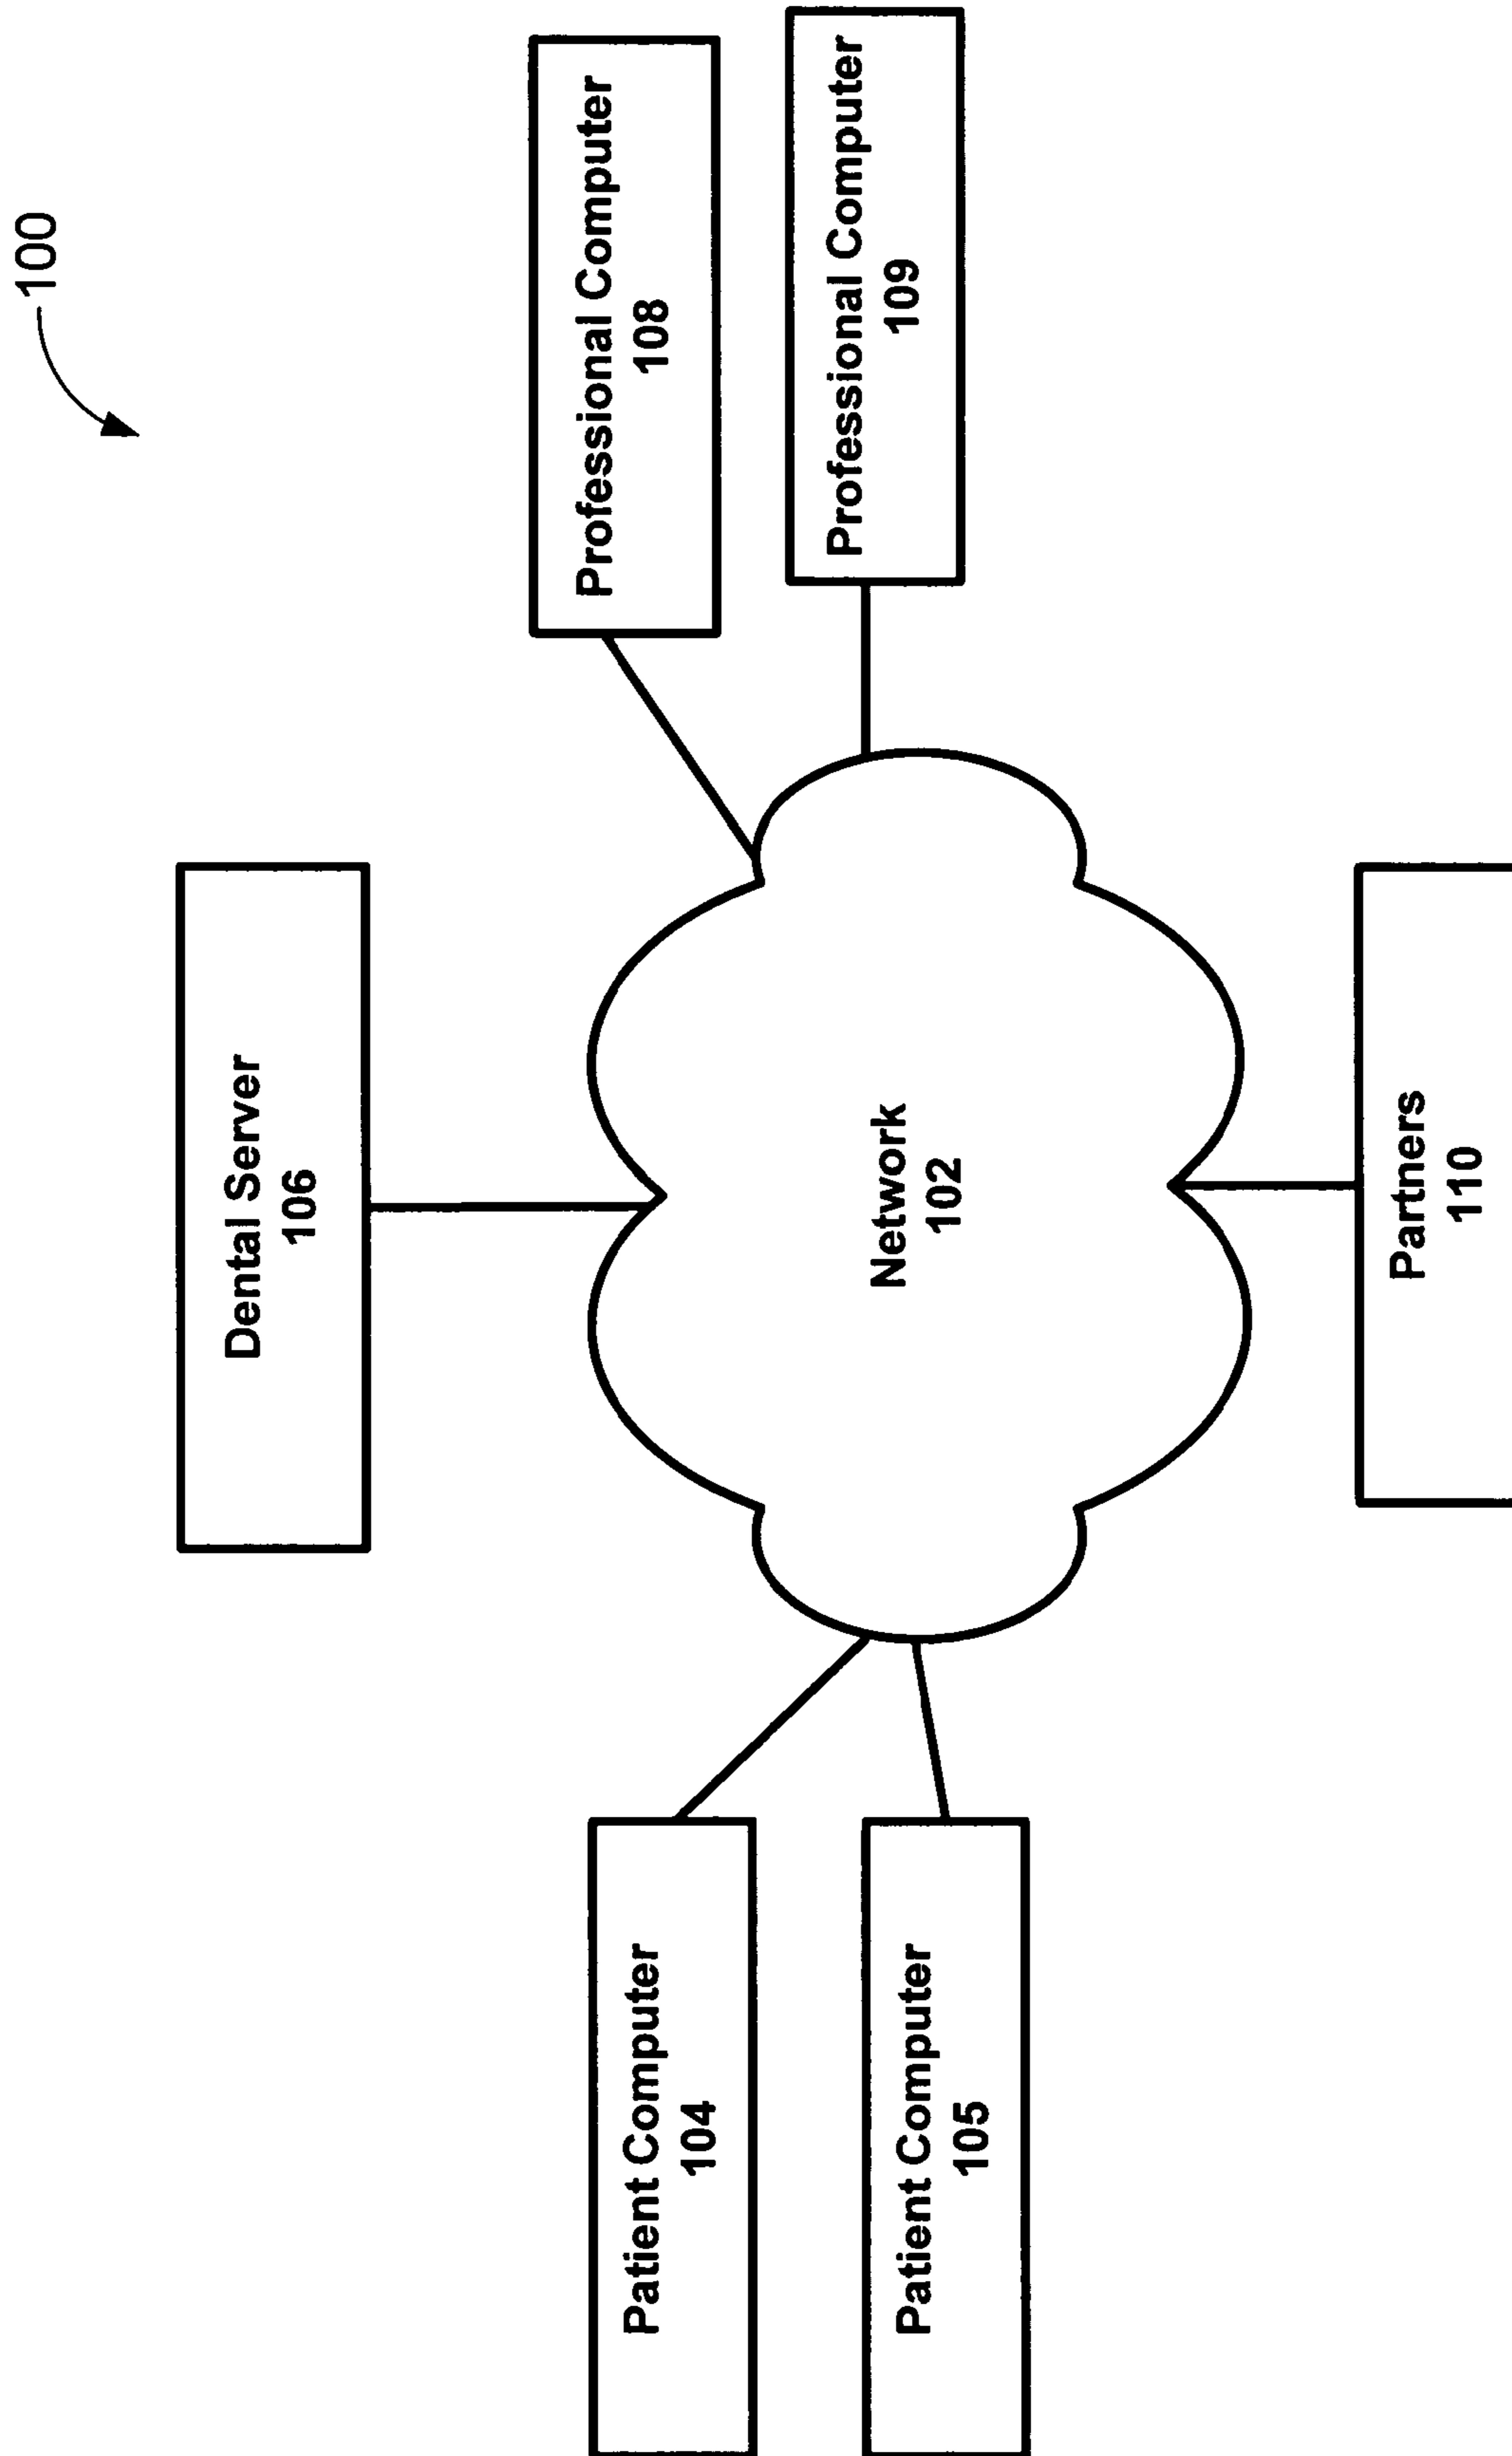 100
Dental Server
106
Professional Computer
108
Professional Computer
109
Patient Computer
104
Network
102
Patient Computer
105
Partners
110